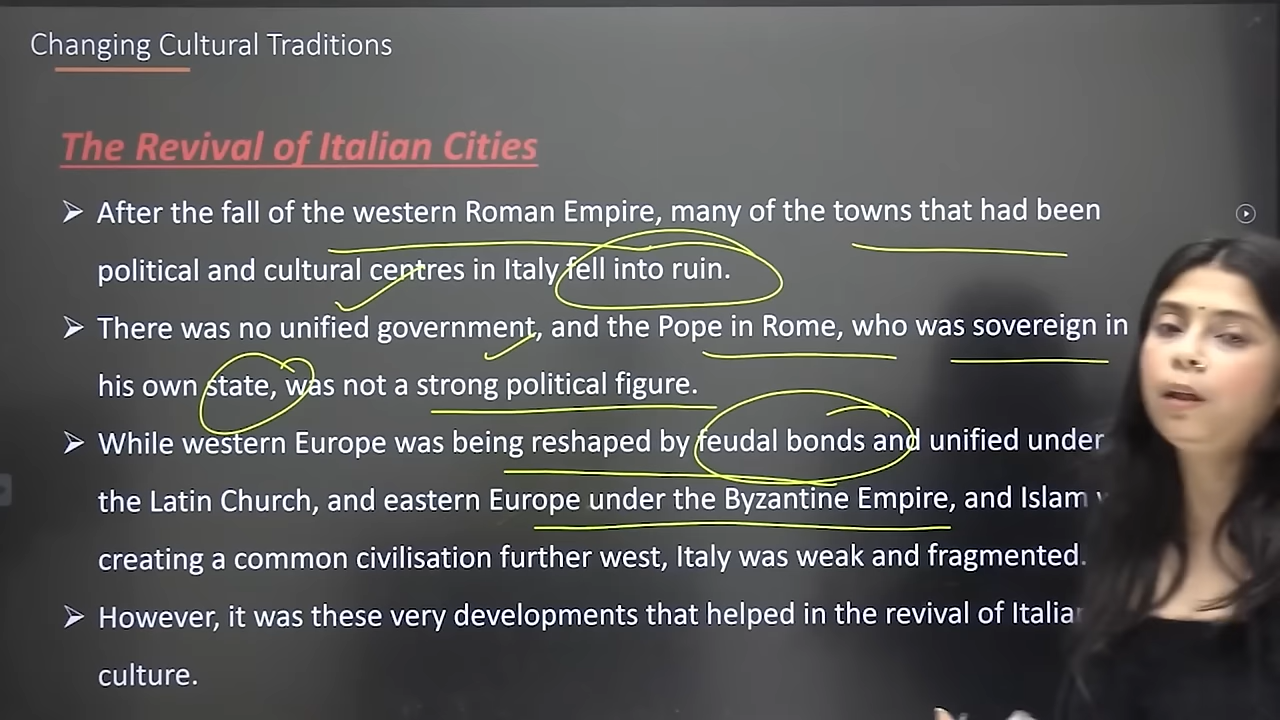 Changing Cultural Traditions
The Revival of Italian Cities
➢ After the fall of the western Roman Empire, many of the towns that had been
political and cultural centres in Italy fell into ruin.
➢ There was no unified government, and the Pope in Rome, who was sovereign in
his own state, was not a strong political figure.
➢ While western Europe was being reshaped by feudal bonds and unified under
the Latin Church, and eastern Europe under the Byzantine Empire, and Islam
creating a common civilisation further west, Italy was weak and fragmented.
➢ However, it was these very developments that helped in the revival of
culture.